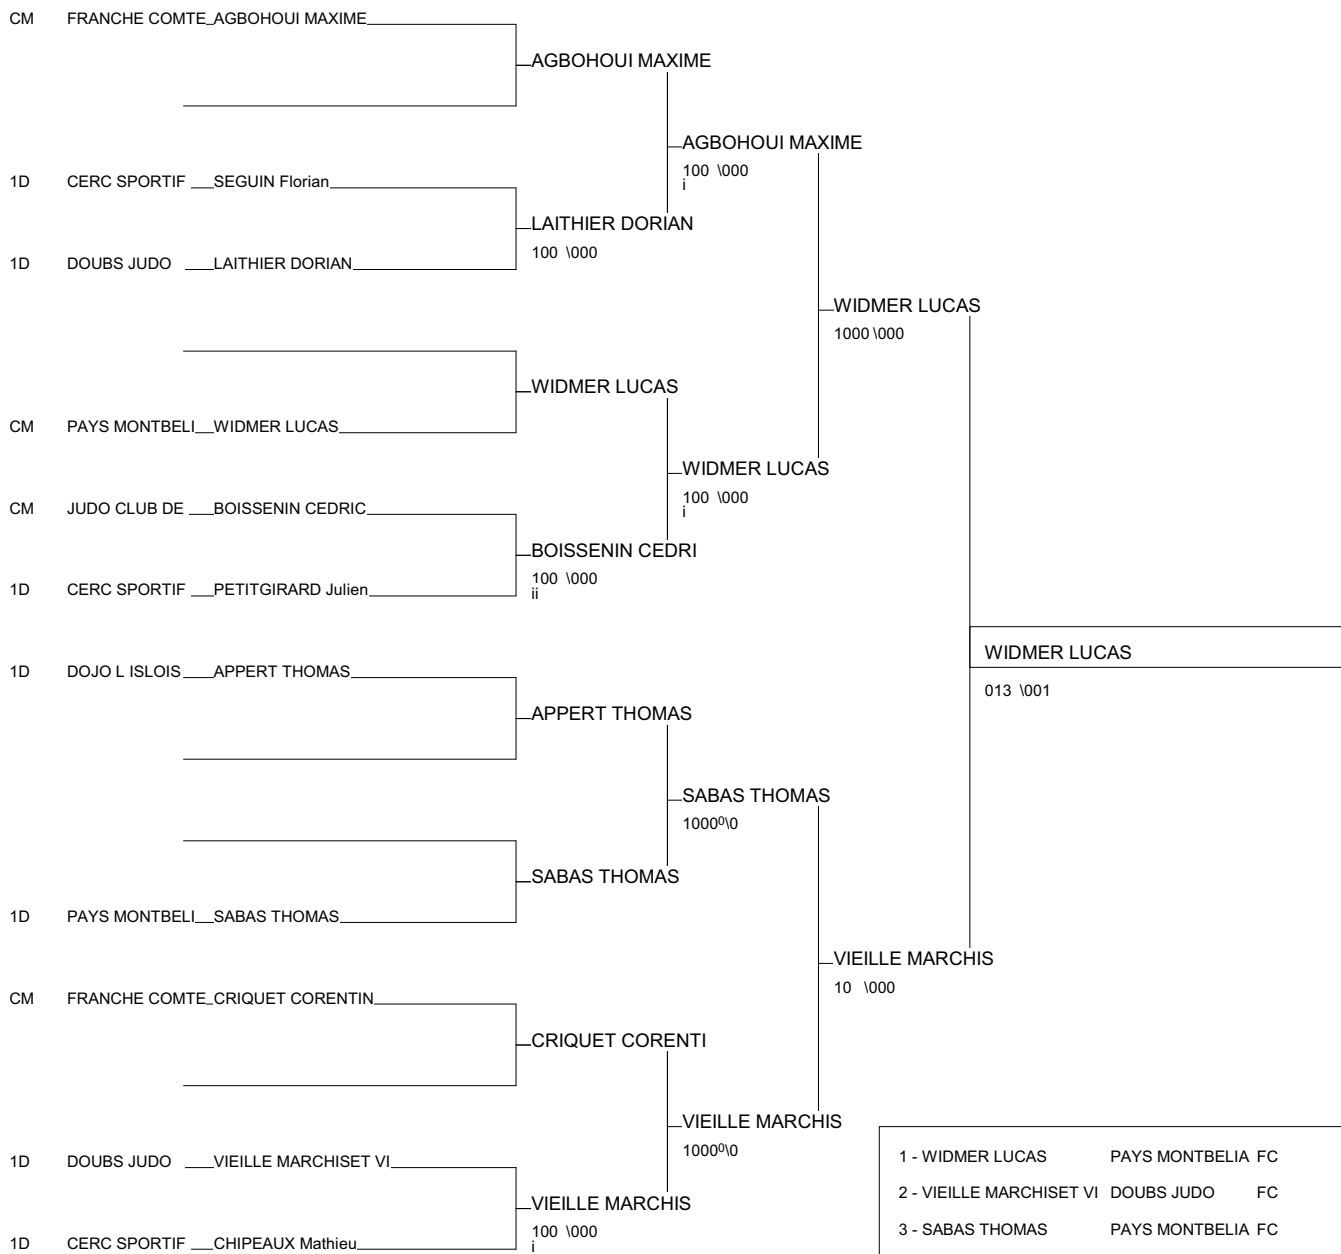 CM FRANCHE COMTE AGBOHOUI MAXIME
AGBOHOUI MAXIME
AGBOHOUI MAXIME
100 \000
i
1D CERC SPORTIF SEGUIN Florian
LAITHIER DORIAN
100 \000
1D DOUBS JUDO LAITHIER DORIAN
WIDMER LUCAS
1000 \000
WIDMER LUCAS
CM PAYS MONTBELI WIDMER LUCAS
WIDMER LUCAS
100 \000
i
CM JUDO CLUB DE BOISSENIN CEDRIC
BOISSENIN CEDRI
100 \000
ii
1D CERC SPORTIF PETITGIRARD Julien
WIDMER LUCAS
013 \001
1D DOJO L ISLOIS APPERT THOMAS
APPERT THOMAS
SABAS THOMAS
1000⁰\0
SABAS THOMAS
1D PAYS MONTBELI SABAS THOMAS
VIEILLE MARCHIS
10 \000
CM FRANCHE COMTE CRIQUET CORENTIN
CRIQUET CORENTI
VIEILLE MARCHIS
1000⁰\0
1D DOUBS JUDO VIEILLE MARCHISET VI
VIEILLE MARCHIS
100 \000
i
1D CERC SPORTIF CHIPEAUX Mathieu
1 - WIDMER LUCAS PAYS MONTBELIA FC
2 - VIEILLE MARCHISET VI DOUBS JUDO FC
3 - SABAS THOMAS PAYS MONTBELIA FC